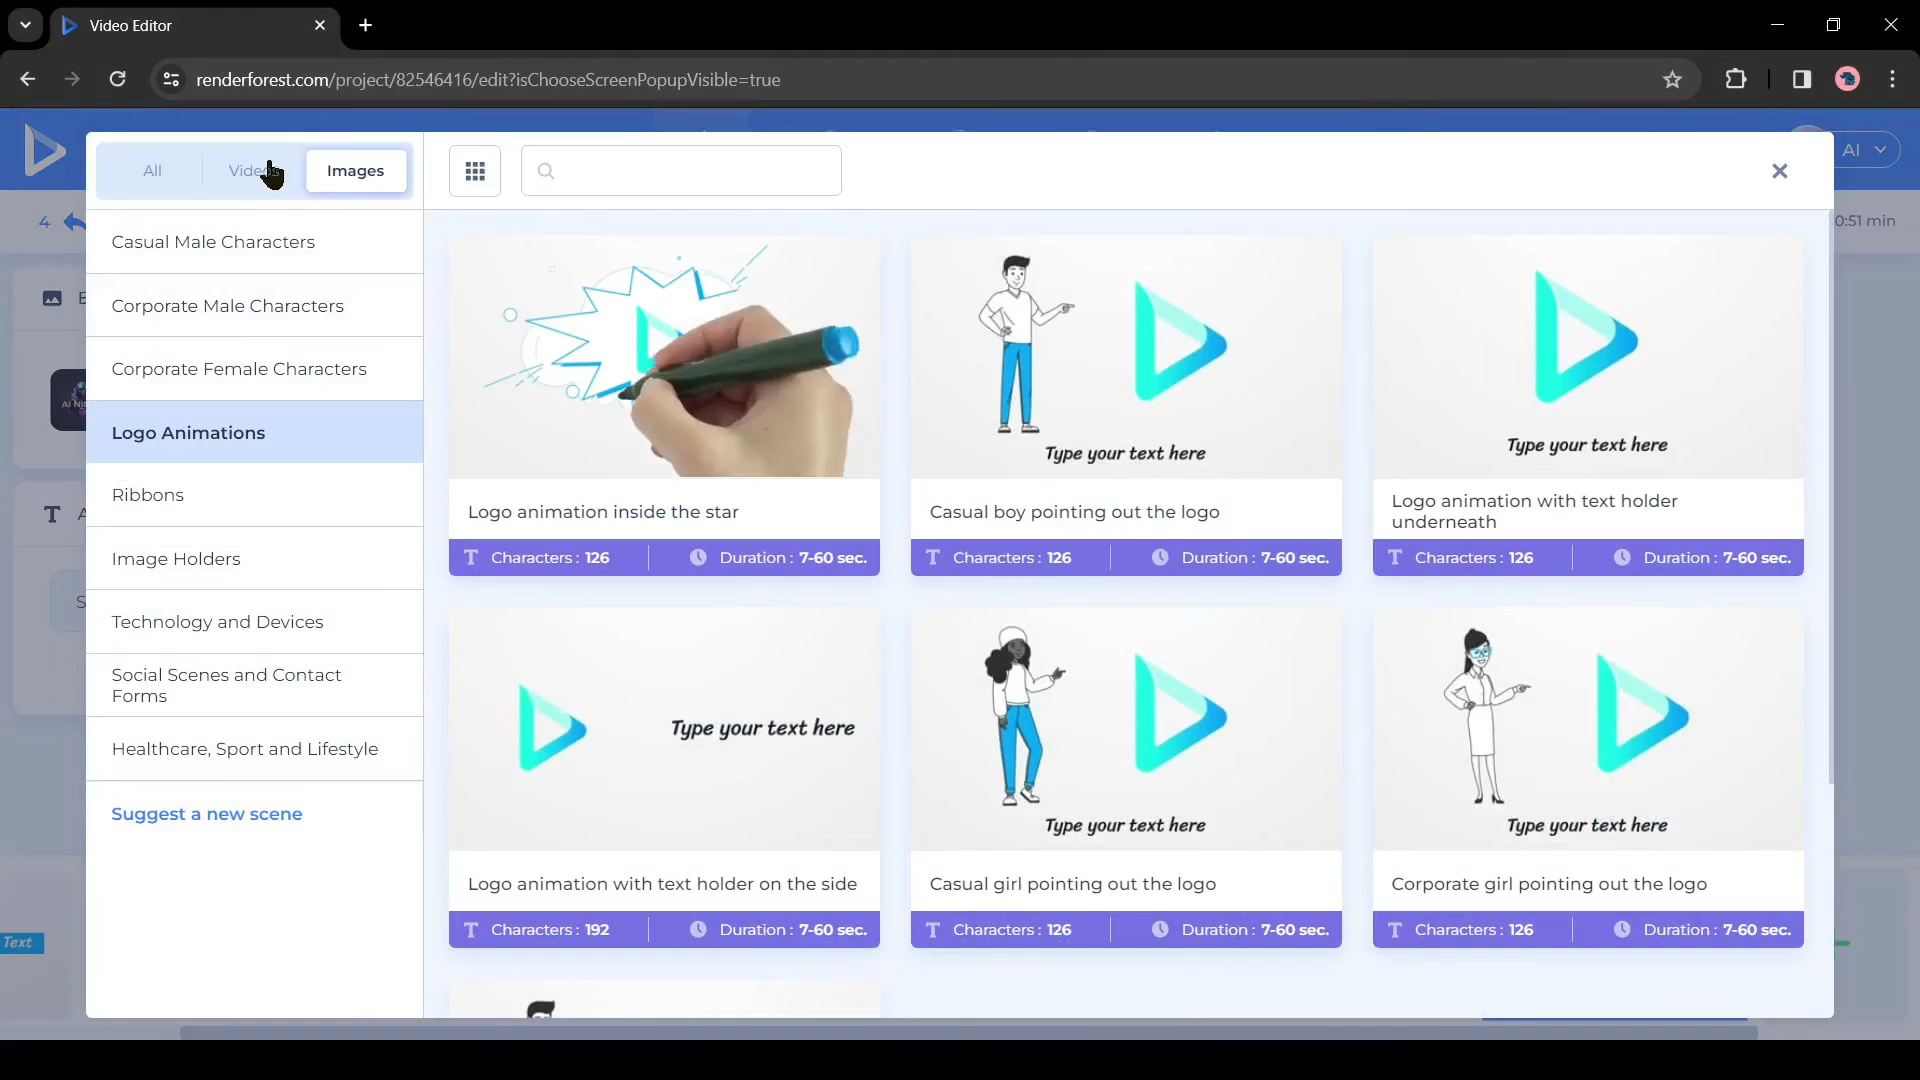 Video Editor
renderforest.com/project/82546416/edit?isChooseScreenPopupVisible=true
All
Images
AI
4
0:51 min
Casual Male Characters
Corporate Male Characters
Corporate Female Characters
Logo Animations
Ribbons
Image Holders
Technology and Devices
Social Scenes and Contact
Forms
Healthcare, Sport and Lifestyle
Suggest a new scene
Text
Type your text here
Type your text here
Logo animation inside the star
Casual boy pointing out the logo
Logo animation with text holder
underneath
Characters : 126
Duration : 7-60 sec.
Characters : 126
Duration : 7-60 sec.
Characters : 126
Duration : 7-60 sec.
Type your text here
Type your text here
Type your text here
Logo animation with text holder on the side
Casual girl pointing out the logo
Corporate girl pointing out the logo
Characters : 192
Duration : 7-60 sec.
Characters : 126
Duration : 7-60 sec.
Characters : 126
Duration : 7-60 sec.